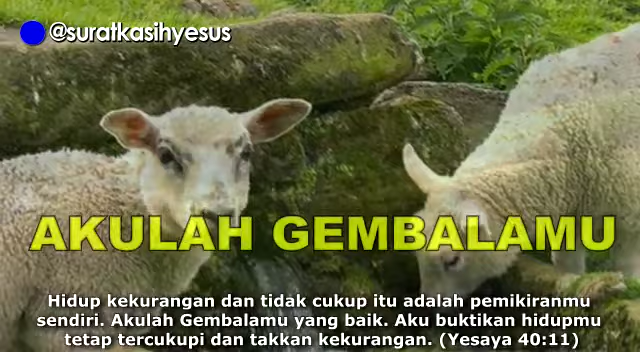 @suratkasihyesus
AKULAH GEMBALAMU
Hidup kekurangan dan tidak cukup itu adalah pemikiranmu
sendiri. Akulah Gembalamu yang baik. Aku buktikan hidupmu
tetap tercukupi dan takkan kekurangan. (Yesaya 40:11)